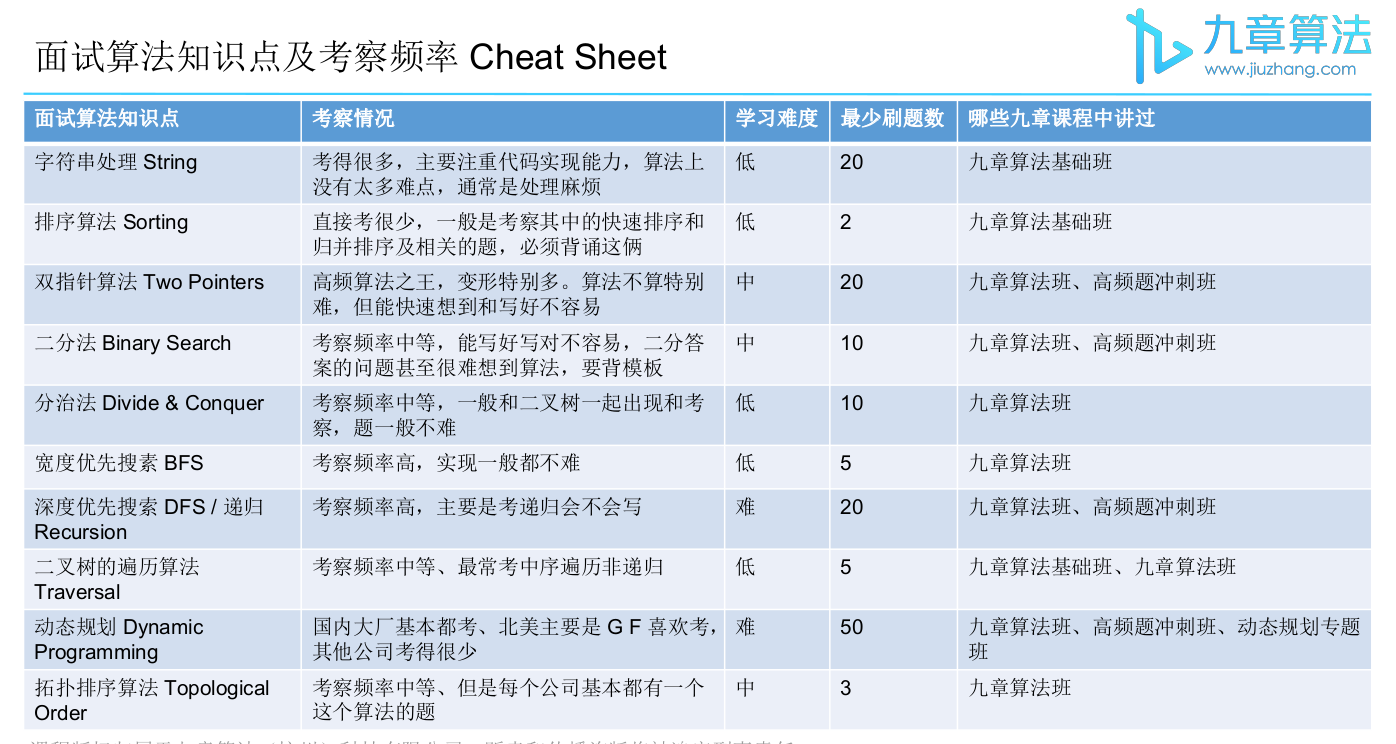 面试算法知识点及考察频率 Cheat Sheet
九章算法
www.jiuzhang.com
面试算法知识点 考察情况 学习难度 最少刷题数 哪些九章课程中讲过
字符串处理 String 考得很多，主要注重代码实现能力，算法上 低 20 九章算法基础班
没有太多难点，通常是处理麻烦
排序算法 Sorting 直接考很少，一般是考察其中的快速排序和 低 2 九章算法基础班
归并排序及相关的题，必须背诵这俩
双指针算法 Two Pointers 高频算法之王，变形特别多。算法不算特别 中 20 九章算法班、高频题冲刺班
难，但能快速想到和写好不容易
二分法 Binary Search 考察频率中等，能写好写对不容易，二分答 中 10 九章算法班、高频题冲刺班
案的问题甚至很难想到算法，要背模板
分治法 Divide & Conquer 考察频率中等，一般和二叉树一起出现和考 低 10 九章算法班
察，题一般不难
宽度优先搜素 BFS 考察频率高，实现一般都不难 低 5 九章算法班
深度优先搜索 DFS / 递归 考察频率高，主要是考递归会不会写 难 20 九章算法班、高频题冲刺班
Recursion
二叉树的遍历算法 考察频率中等、最常考中序遍历非递归 低 5 九章算法基础班、九章算法班
Traversal
动态规划 Dynamic 国内大厂基本都考、北美主要是 G F 喜欢考， 难 50 九章算法班、高频题冲刺班、动态规划专题
Programming 其他公司考得很少 班
拓扑排序算法 Topological 考察频率中等、但是每个公司基本都有一个 中 3 九章算法班
Order 这个算法的题